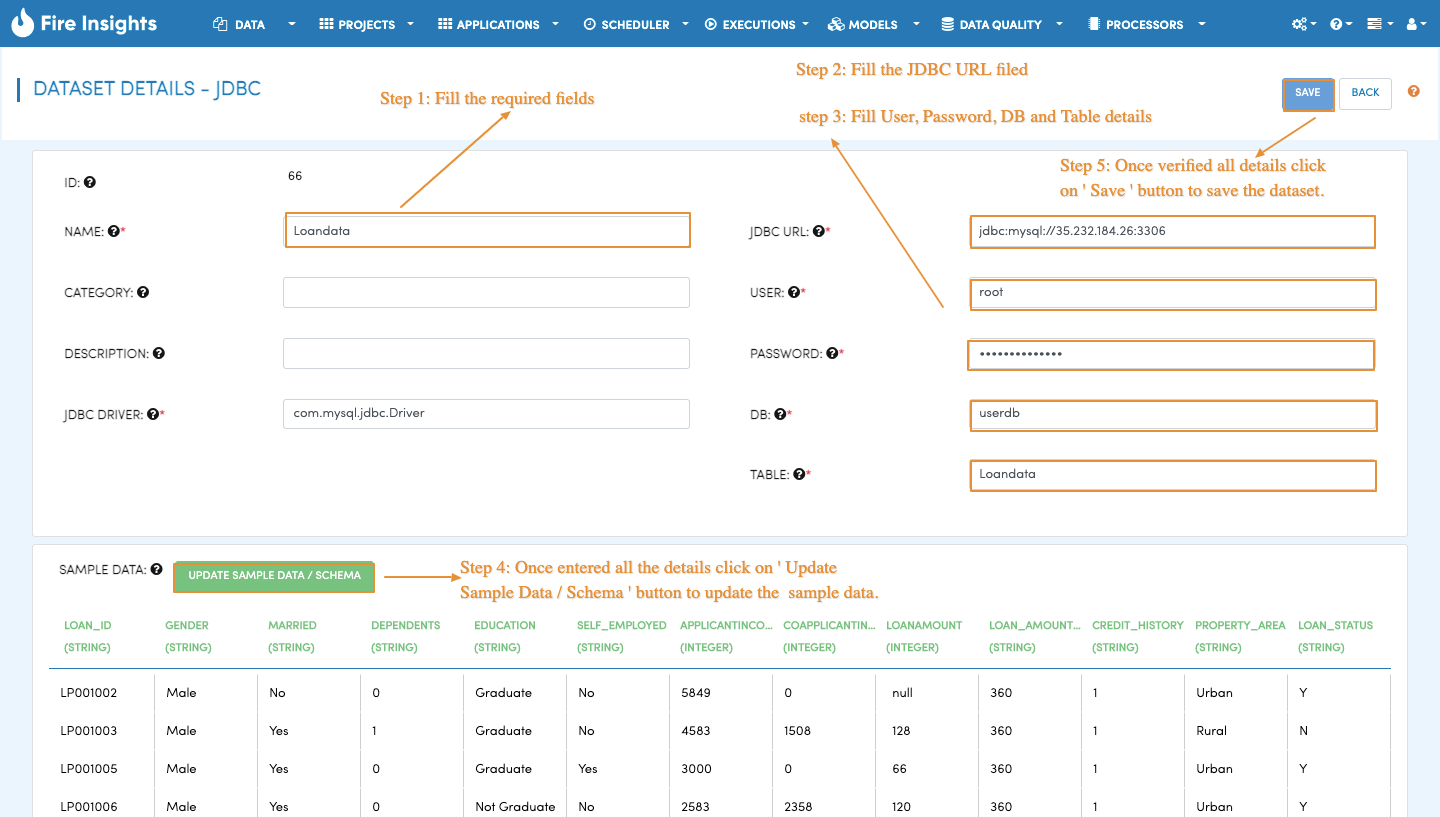 Fire Insights DATA PROJECTS APPLICATIONS SCHEDULER EXECUTIONS MODELS DATA QUALITY PROCESSORS
DATASET DETAILS - JDBC
Step 1: Fill the required fields
Step 2: Fill the JDBC URL filed
step 3: Fill User, Password, DB and Table details
SAVE BACK
Step 5: Once verified all details click
on ' Save ' button to save the dataset.
ID: 66
NAME: * Loandata
JDBC URL: * jdbc:mysql://35.232.184.26:3306
CATEGORY:
USER: * root
DESCRIPTION:
PASSWORD: * ••••••••••••••
JDBC DRIVER: * com.mysql.jdbc.Driver
DB: * userdb
TABLE: * Loandata
SAMPLE DATA: UPDATE SAMPLE DATA / SCHEMA
Step 4: Once entered all the details click on ' Update
Sample Data / Schema ' button to update the sample data.
LOAN_ID GENDER MARRIED DEPENDENTS EDUCATION SELF_EMPLOYED APPLICANTINCO... COAPPLICANTIN... LOANAMOUNT LOAN_AMOUNT... CREDIT_HISTORY PROPERTY_AREA LOAN_STATUS
(STRING) (STRING) (STRING) (STRING) (STRING) (STRING) (INTEGER) (INTEGER) (INTEGER) (STRING) (STRING) (STRING) (STRING)
LP001002 Male No 0 Graduate No 5849 0 null 360 1 Urban Y
LP001003 Male Yes 1 Graduate No 4583 1508 128 360 1 Rural N
LP001005 Male Yes 0 Graduate Yes 3000 0 66 360 1 Urban Y
LP001006 Male Yes 0 Not Graduate No 2583 2358 120 360 1 Urban Y